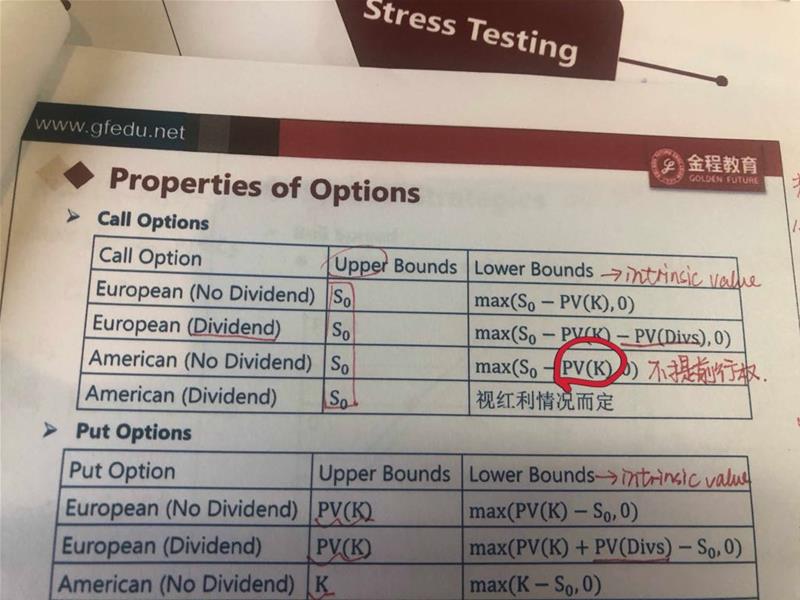 Stress Testing
www.gfedu.net
金程教育
GOLDEN FUTURE
Properties of Options
Call Options
Call Option Upper Bounds Lower Bounds →intrinsic value
European (No Dividend) S₀ max(S₀ − PV(K), 0)
European (Dividend) S₀ max(S₀ − PV(K) − PV(Divs), 0)
American (No Dividend) S₀ max(S₀ − PV(K), 0) 不提前行权.
American (Dividend) S₀ 视红利情况而定
Put Options
Put Option Upper Bounds Lower Bounds →intrinsic value
European (No Dividend) PV(K) max(PV(K) − S₀, 0)
European (Dividend) PV(K) max(PV(K) + PV(Divs) − S₀, 0)
American (No Dividend) K max(K − S₀, 0)